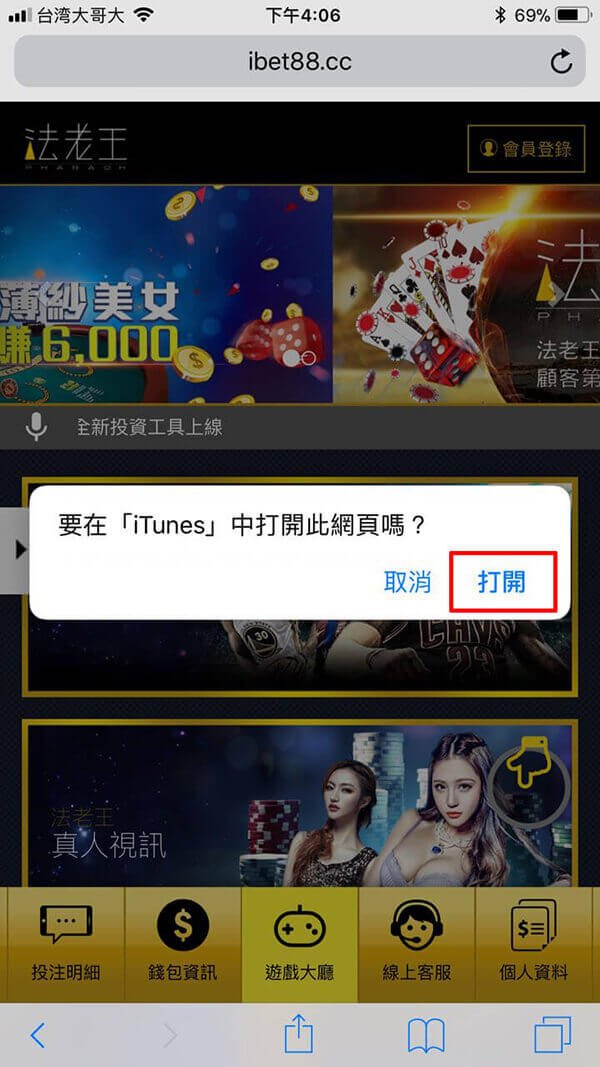 台湾大哥大
下午4:06
69%
ibet88.cc
法老王
PHARAOH
會員登錄
薄紗美女
賺6,000
法
PH
法老王
顧客第
全新投資工具上線
要在「iTunes」中打開此網頁嗎？
取消
打開
30
CAVS
23
法老王
真人視訊
投注明細
錢包資訊
遊戲大廳
線上客服
個人資料